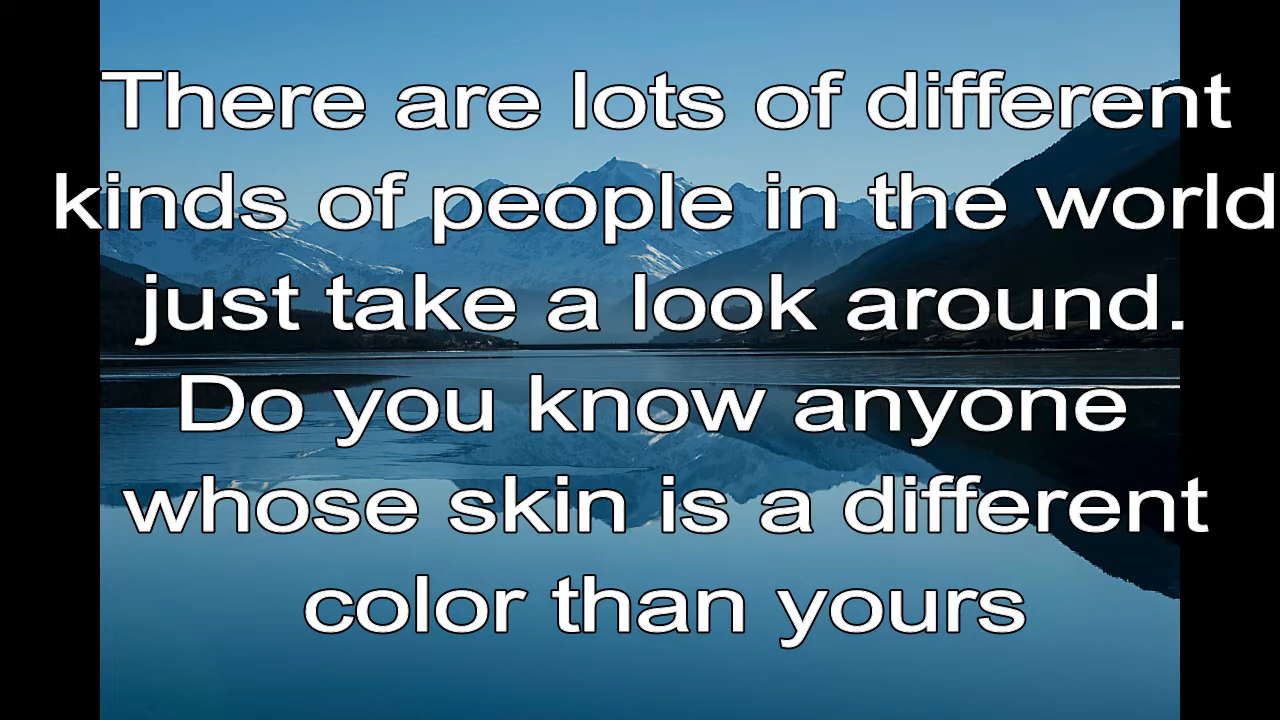 There are lots of different
kinds of people in the world
just take a look around.
Do you know anyone
whose skin is a different
color than yours